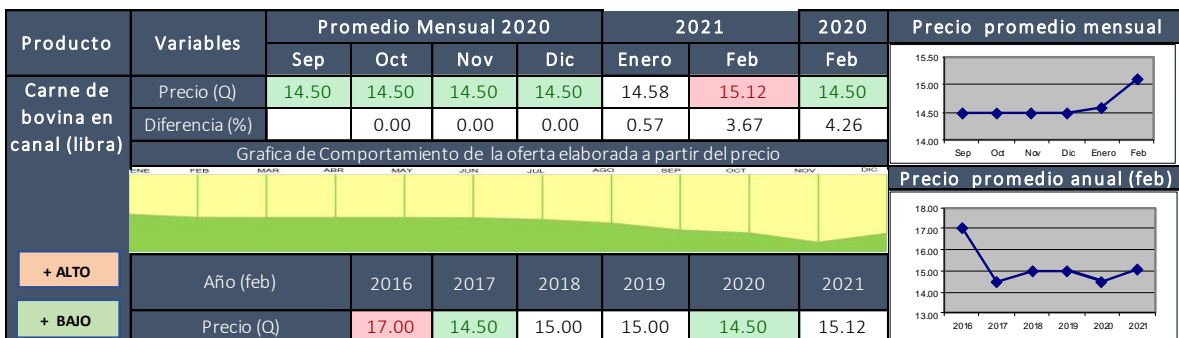 Producto Variables Promedio Mensual 2020 2021 2020 Precio promedio mensual
Sep Oct Nov Dic Enero Feb Feb
Carne de bovina en canal (libra)
Precio (Q) 14.50 14.50 14.50 14.50 14.58 15.12 14.50
Diferencia (%) 0.00 0.00 0.00 0.57 3.67 4.26
15.50
15.00
14.50
14.00
Sep Oct Nov Dic Enero Feb
Grafica de Comportamiento de la oferta elaborada a partir del precio
ENE FEB MAR ABR MAY JUN JUL AGO SEP OCT NOV DIC
Precio promedio anual (feb)
18.00
17.00
16.00
15.00
14.00
13.00
2016 2017 2018 2019 2020 2021
+ ALTO
+ BAJO
Año (feb) 2016 2017 2018 2019 2020 2021
Precio (Q) 17.00 14.50 15.00 15.00 14.50 15.12